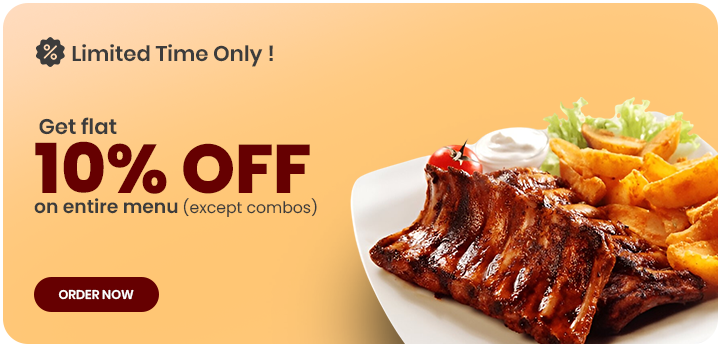 Limited Time Only !
Get flat
10% OFF
on entire menu (except combos)
ORDER NOW